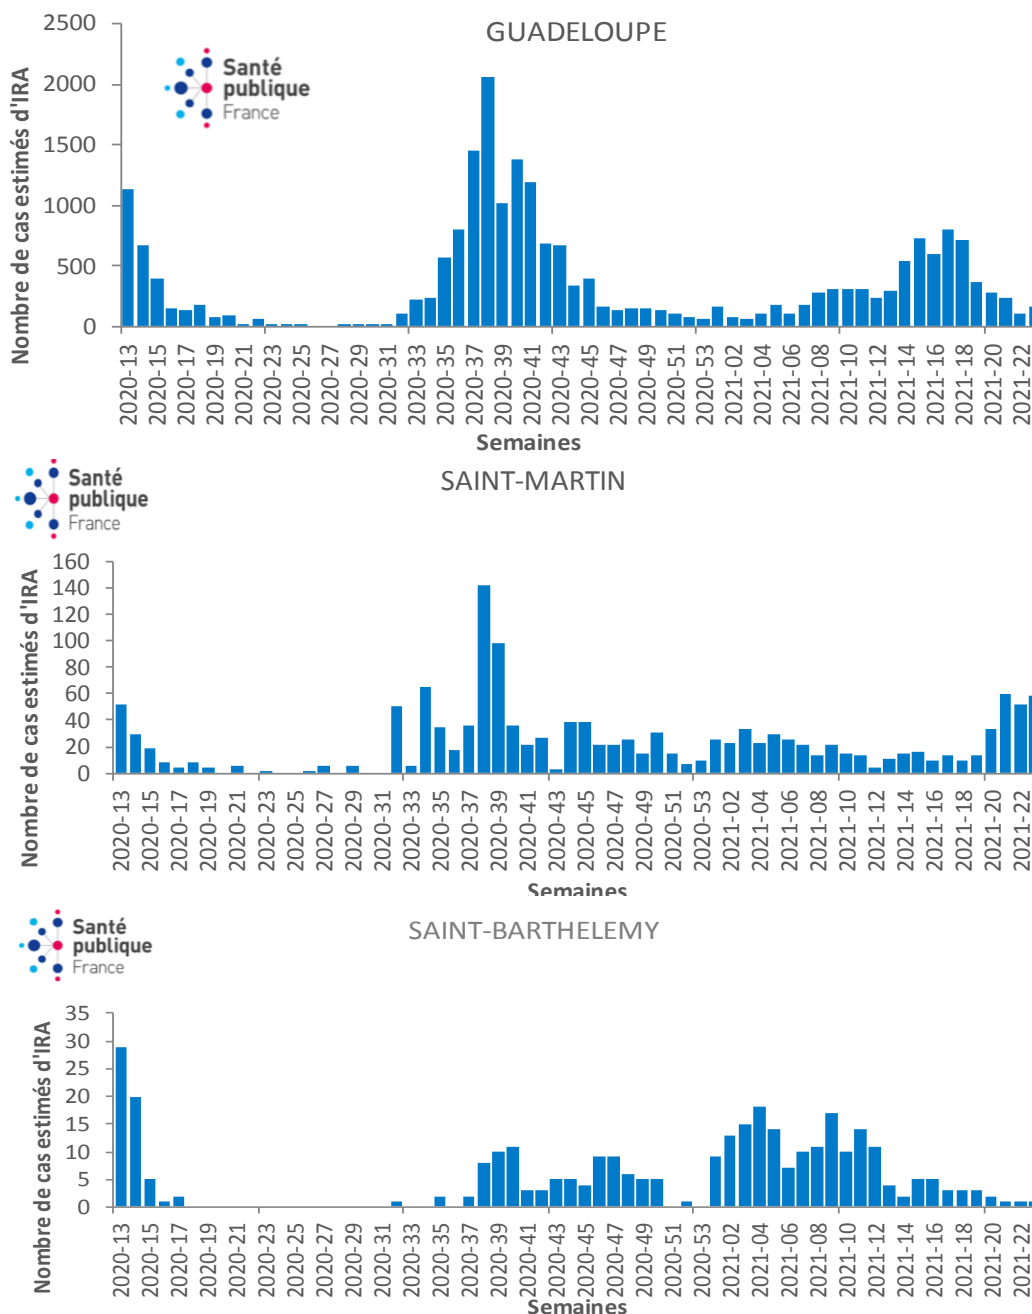 GUADELOUPE
Santé
publique
France
Nombre de cas estimés d'IRA
2500
2000
1500
1000
500
0
2020-13 2020-15 2020-17 2020-19 2020-21 2020-23 2020-25 2020-27 2020-29 2020-31 2020-33 2020-35 2020-37 2020-39 2020-41 2020-43 2020-45 2020-47 2020-49 2020-51 2020-53 2021-02 2021-04 2021-06 2021-08 2021-10 2021-12 2021-14 2021-16 2021-18 2021-20 2021-22
Semaines
Santé
publique
France
SAINT-MARTIN
Nombre de cas estimés d'IRA
160
140
120
100
80
60
40
20
0
2020-13 2020-15 2020-17 2020-19 2020-21 2020-23 2020-25 2020-27 2020-29 2020-31 2020-33 2020-35 2020-37 2020-39 2020-41 2020-43 2020-45 2020-47 2020-49 2020-51 2020-53 2021-02 2021-04 2021-06 2021-08 2021-10 2021-12 2021-14 2021-16 2021-18 2021-20 2021-22
Semaines
Santé
publique
France
SAINT-BARTHELEMY
Nombre de cas estimés d'IRA
35
30
25
20
15
10
5
0
2020-13 2020-15 2020-17 2020-19 2020-21 2020-23 2020-25 2020-27 2020-29 2020-31 2020-33 2020-35 2020-37 2020-39 2020-41 2020-43 2020-45 2020-47 2020-49 2020-51 2020-53 2021-02 2021-04 2021-06 2021-08 2021-10 2021-12 2021-14 2021-16 2021-18 2021-20 2021-22
Semaines